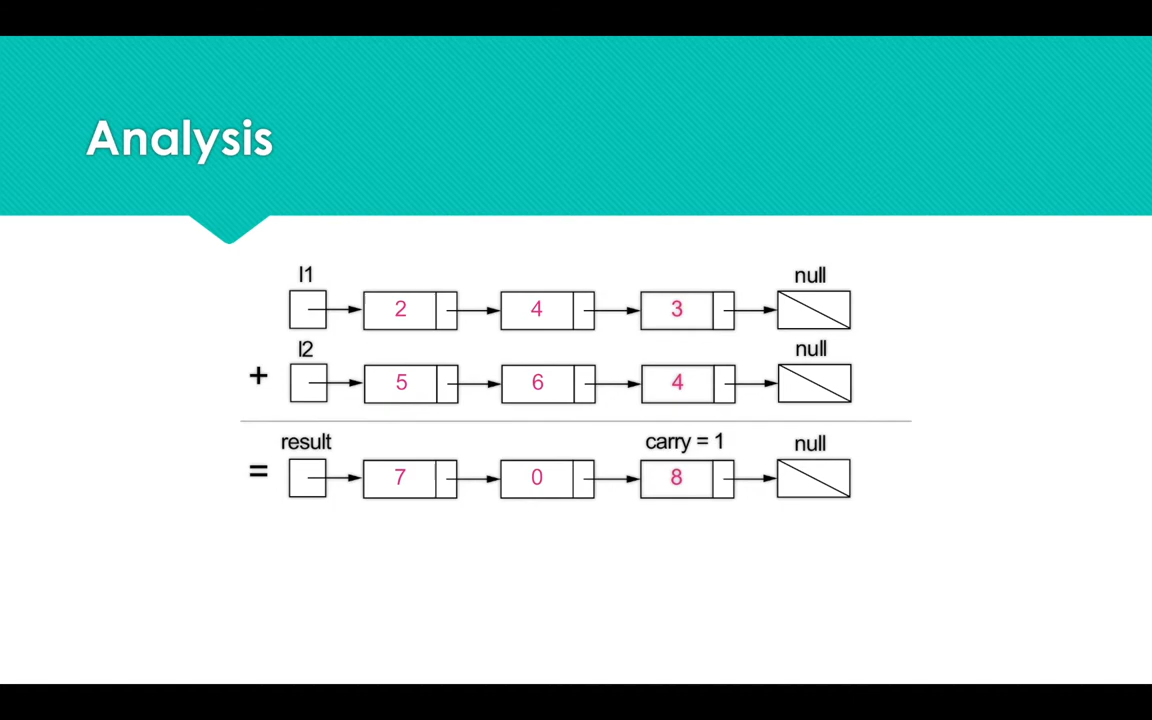 Analysis
l1 null
2 4 3
l2 null
+ 5 6 4
result carry = 1 null
= 7 0 8